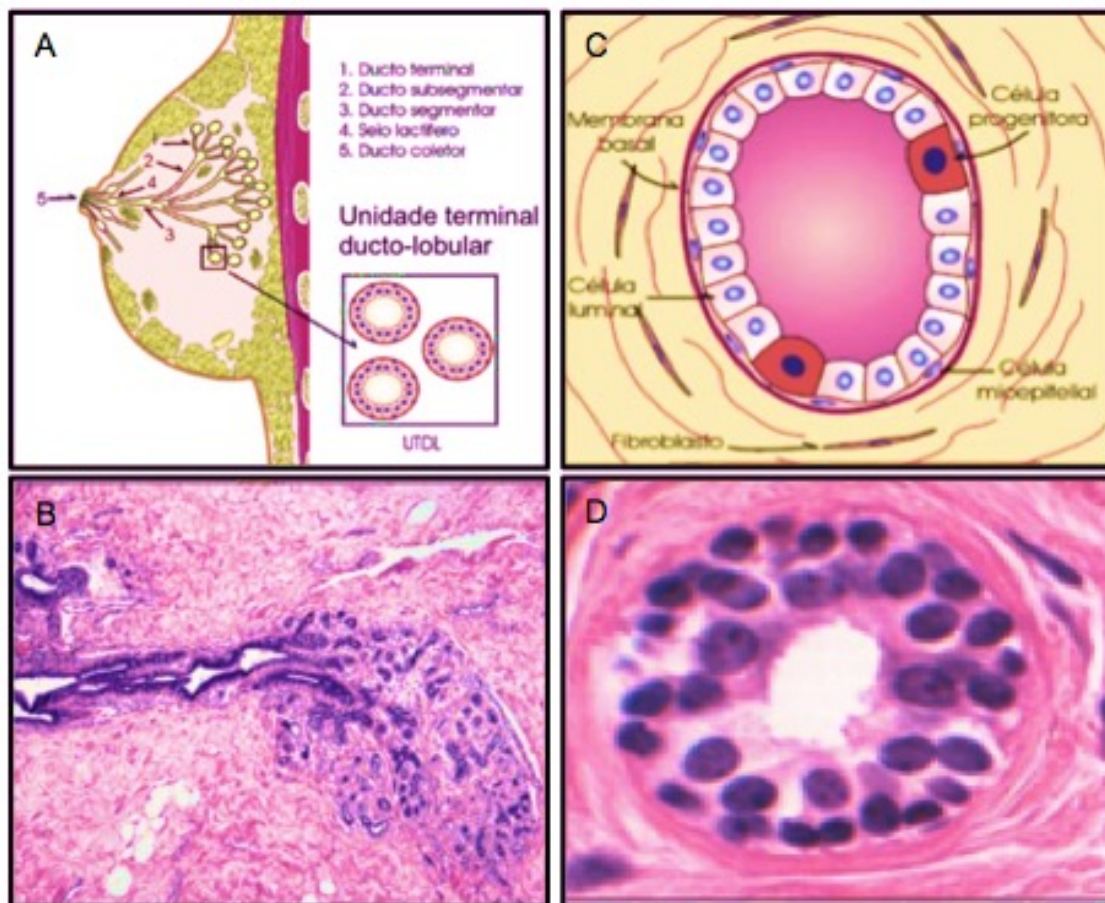 A
1. Ducto terminal
2. Ducto subsegmentar
3. Ducto segmentar
4. Seio lactífero
5. Ducto coletor
1
2
4
5
3
Unidade terminal
ducto-lobular
UTDL
C
Célula
progenitora
Membrana
basal
Célula
luminal
Célula
mioepitelial
Fibroblasto
B
D